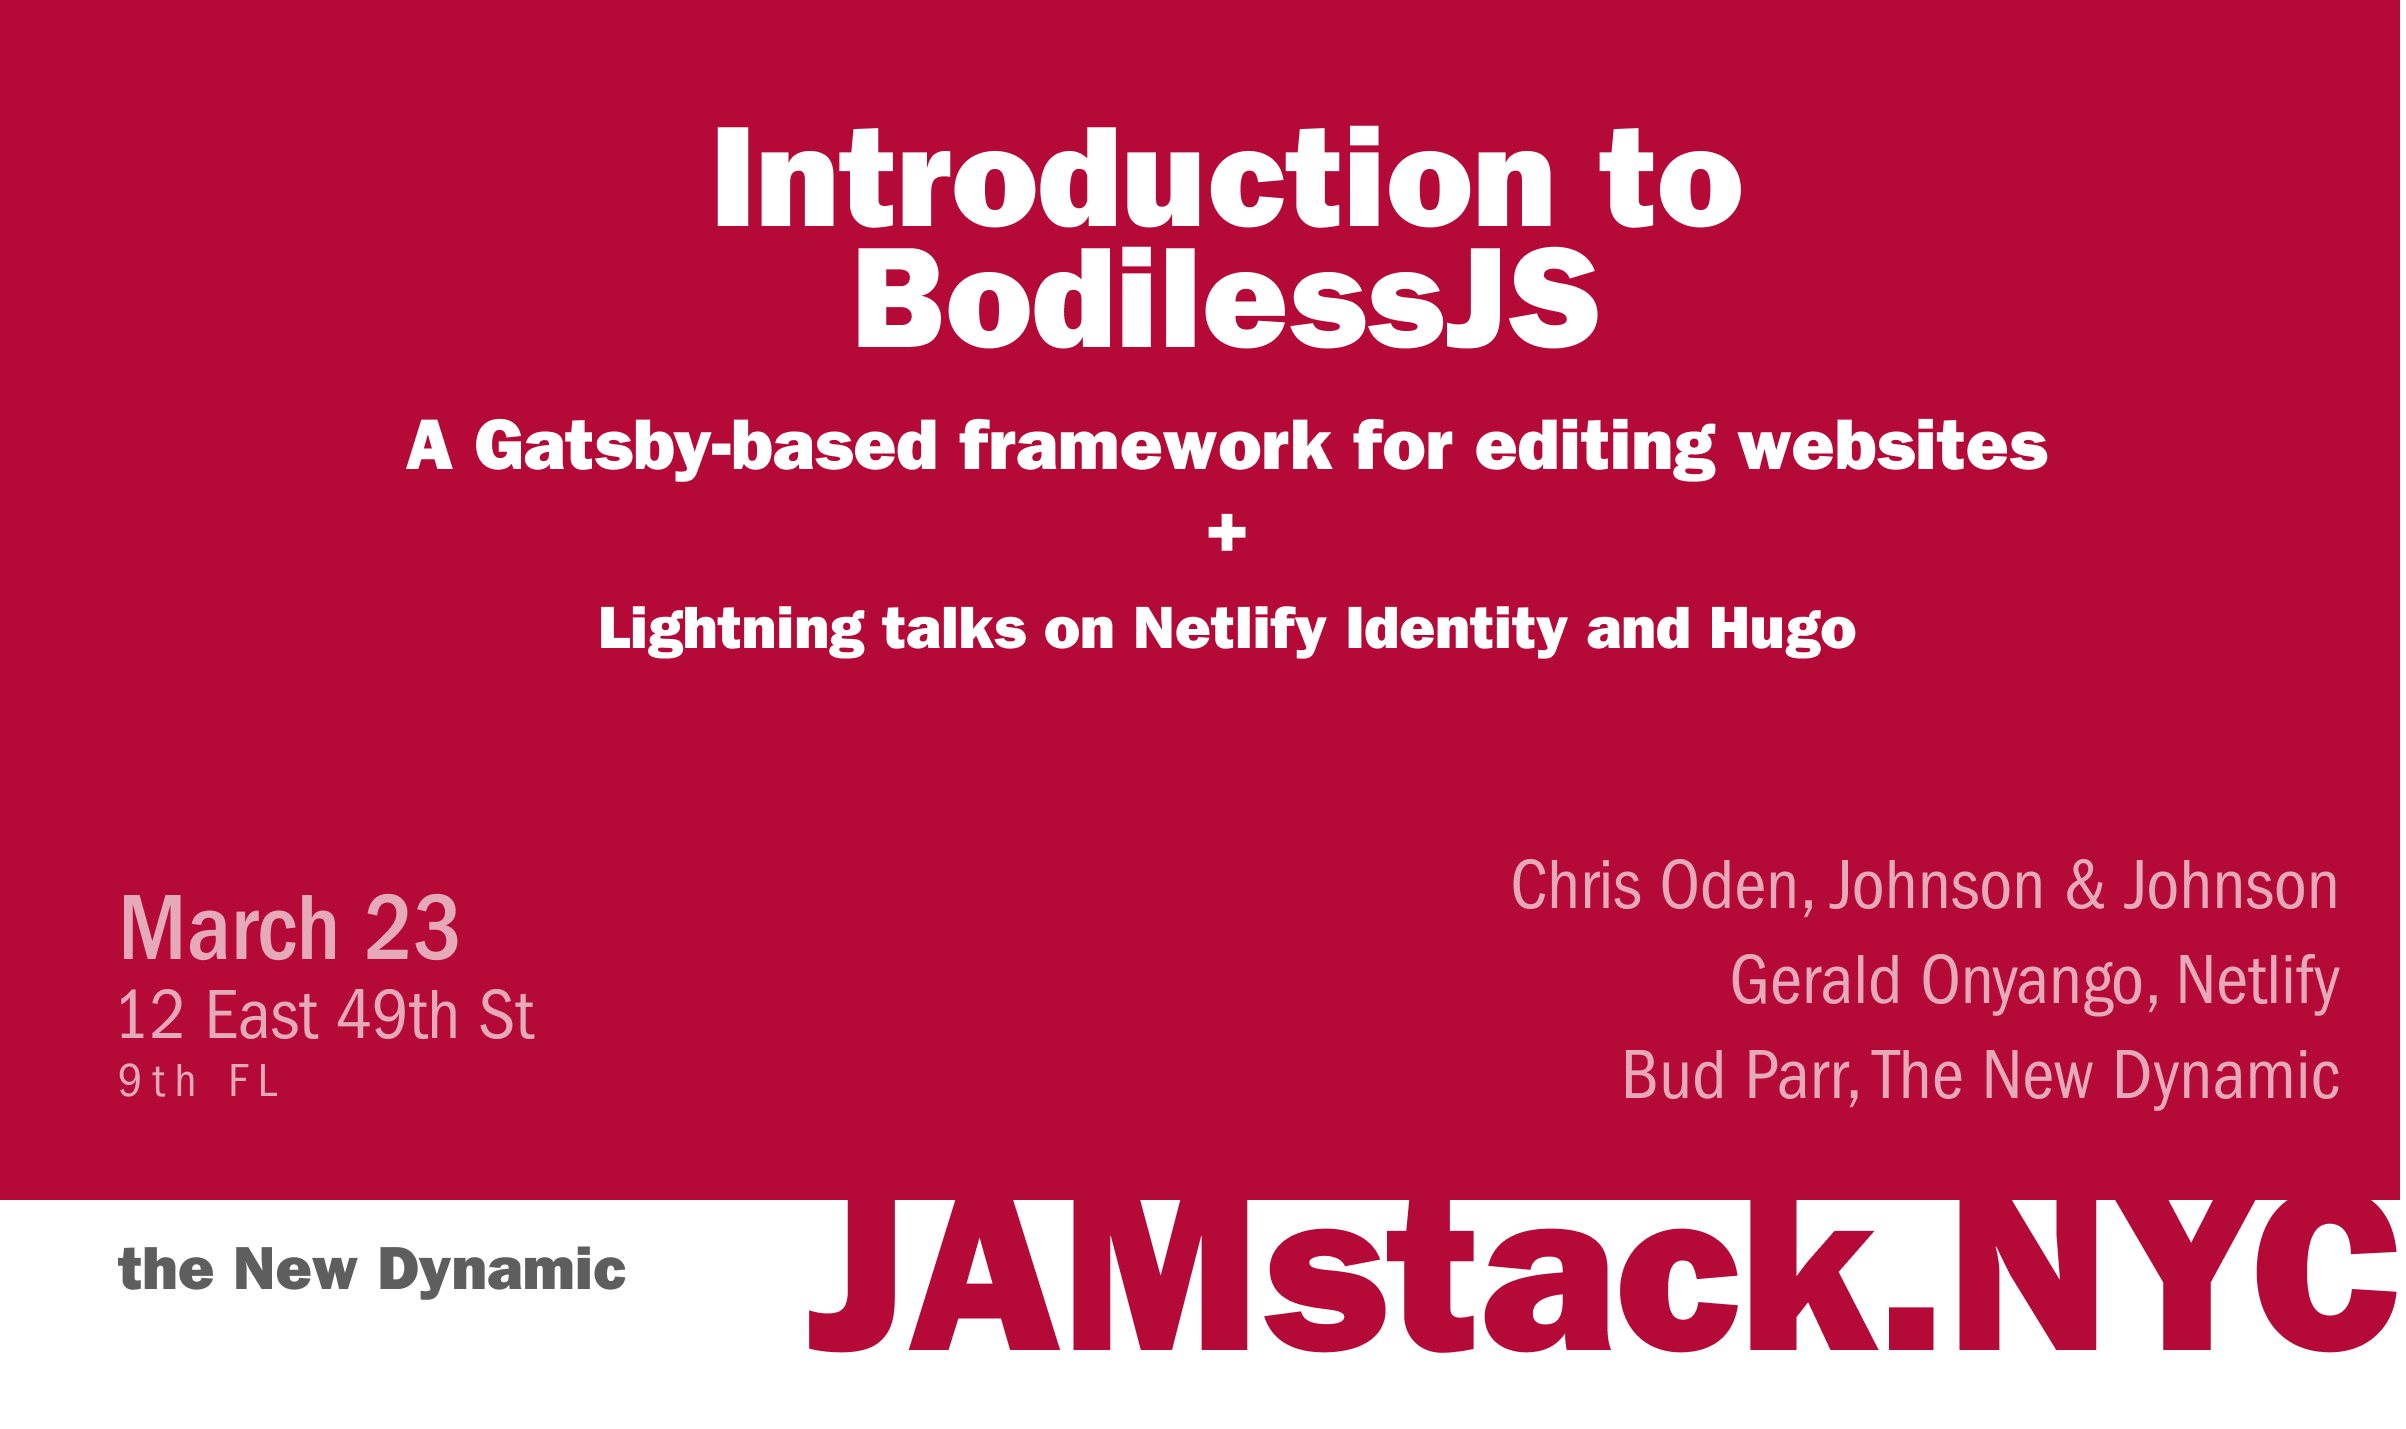 Introduction to
BodilessJS
A Gatsby-based framework for editing websites
+
Lightning talks on Netlify Identity and Hugo
March 23
12 East 49th St
9th FL
Chris Oden, Johnson & Johnson
Gerald Onyango, Netlify
Bud Parr, The New Dynamic
the New Dynamic
JAMstack.NYC